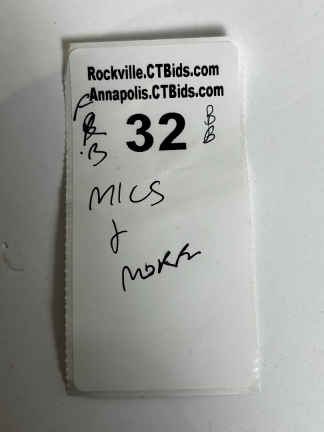 Rockville.CTBids.com
Annapolis.CTBids.com
32
B
B
B
MICS
&
MORE